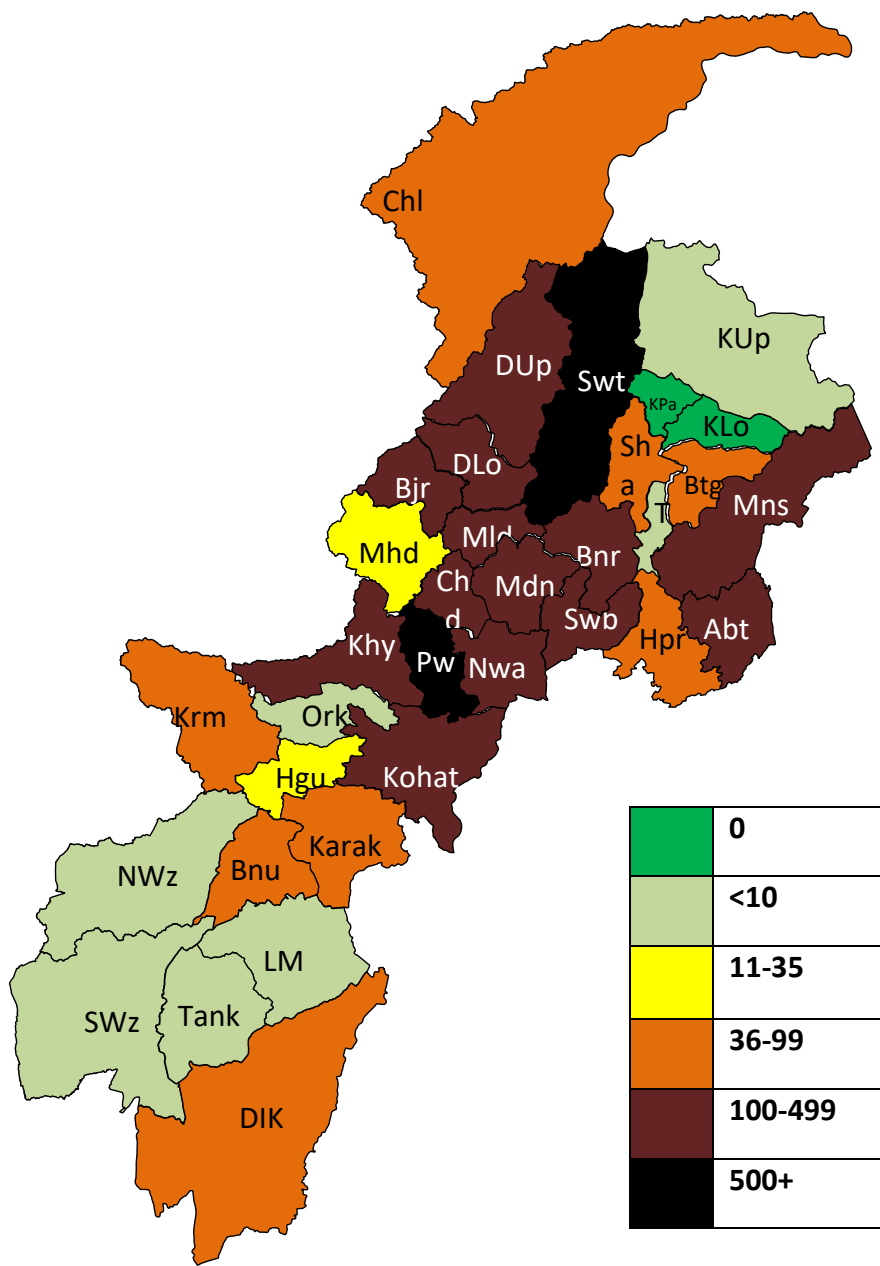 Chl
KUp
DUp
Swt
KPa
KLo
Sh
a
DLo
Btg
Bjr
Mns
T
Mld
Mhd
Bnr
Ch
d
Mdn
Swb
Abt
Hpr
Khy
Pw
Nwa
Krm
Ork
Hgu
Kohat
Karak
NWz
Bnu
LM
SWz
Tank
DIK
0
<10
11-35
36-99
100-499
500+